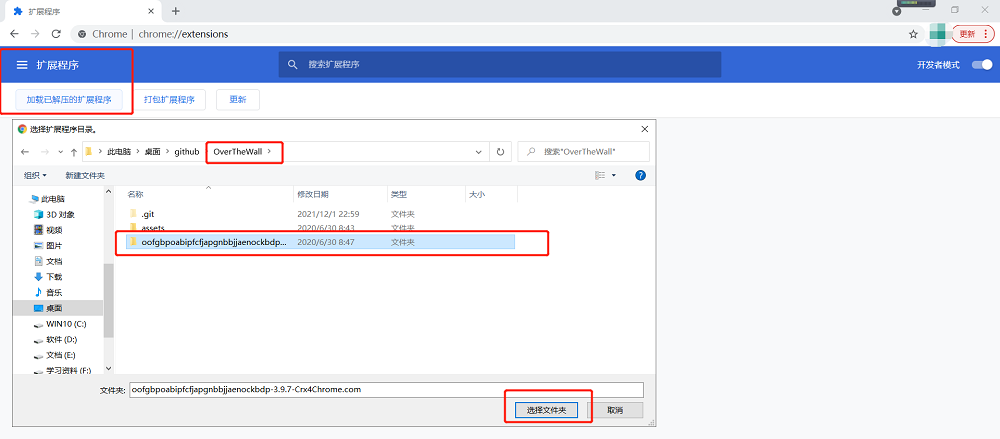 扩展程序
Chrome | chrome://extensions
更新
扩展程序
搜索扩展程序
开发者模式
加载已解压的扩展程序
打包扩展程序
更新
选择扩展程序目录。
此电脑 > 桌面 > github > OverTheWall >
搜索"OverTheWall"
组织
新建文件夹
此电脑
3D 对象
视频
图片
文档
下载
音乐
桌面
WIN10 (C:)
软件 (D:)
文档 (E:)
学习资料 (F:)
名称 修改日期 类型 大小
.git 2021/12/1 22:59 文件夹
assets 2020/6/30 8:43 文件夹
oofgbpoabipfcfjapgnbbjjaenockbdp... 2020/6/30 8:47 文件夹
文件夹: oofgbpoabipfcfjapgnbbjjaenockbdp-3.9.7-Crx4Chrome.com
选择文件夹
取消